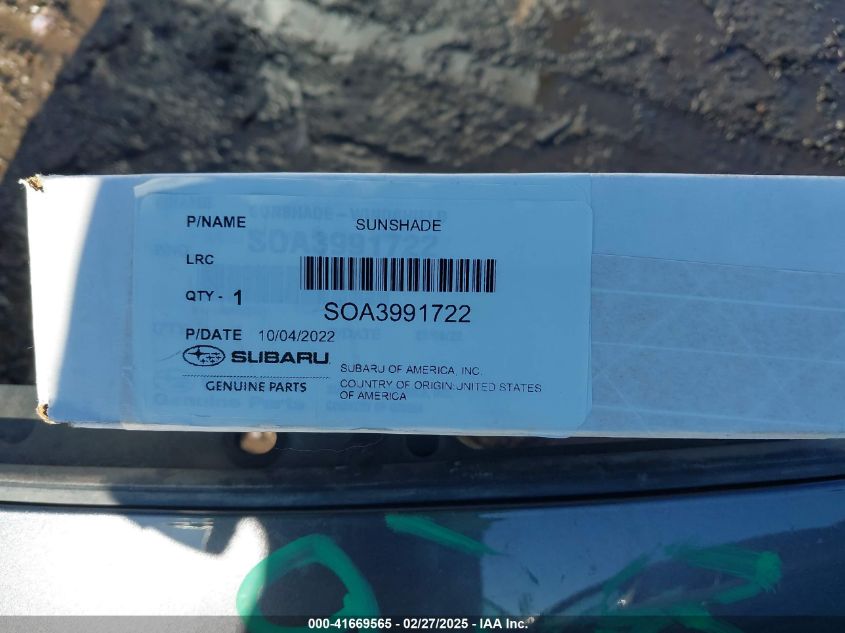 P/NAME SUNSHADE
LRC
QTY - 1
SOA3991722
P/DATE 10/04/2022
SUBARU
GENUINE PARTS
SUBARU OF AMERICA, INC.
COUNTRY OF ORIGIN:UNITED STATES
OF AMERICA
000-41669565 - 02/27/2025 - IAA Inc.